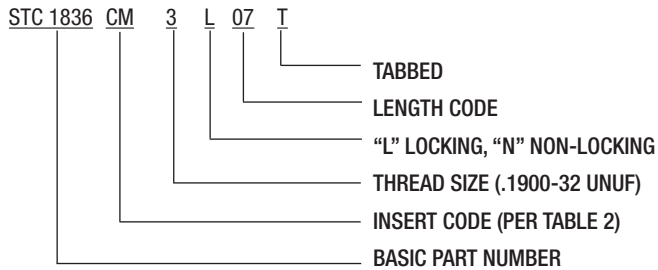 STC 1836 CM 3 L 07 T
TABBED
LENGTH CODE
“L” LOCKING, “N” NON-LOCKING
THREAD SIZE (.1900-32 UNUF)
INSERT CODE (PER TABLE 2)
BASIC PART NUMBER